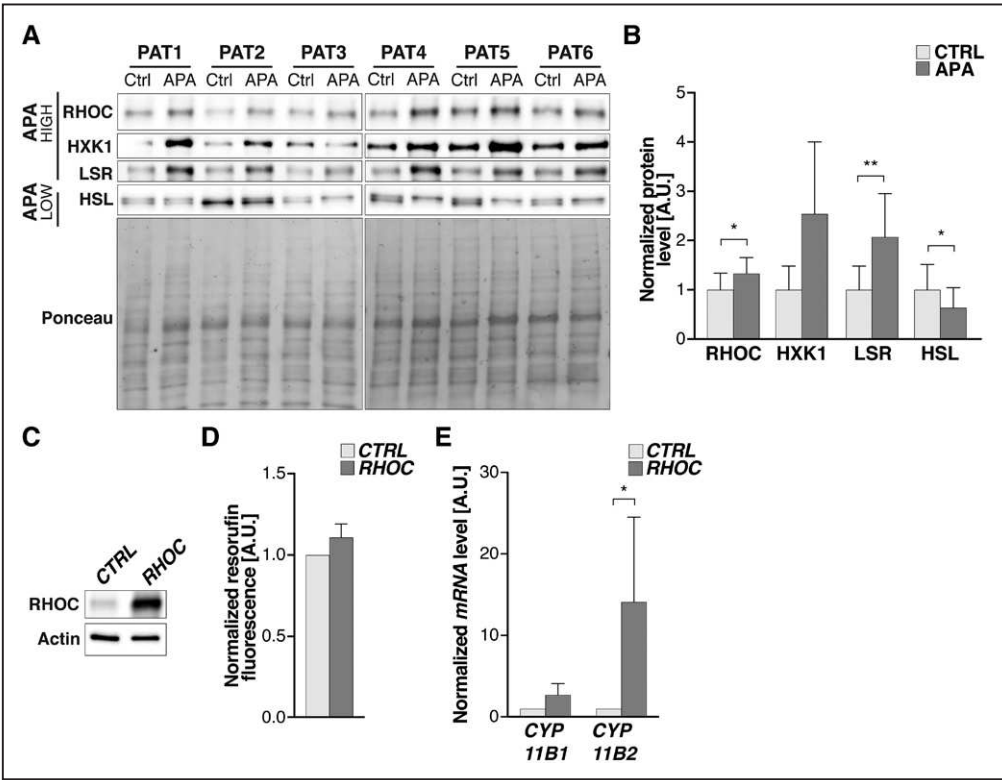 A
PAT1 PAT2 PAT3 PAT4 PAT5 PAT6
Ctrl APA Ctrl APA Ctrl APA Ctrl APA Ctrl APA Ctrl APA
APA HIGH
RHOC
HXK1
LSR
APA LOW
HSL
Ponceau
B
CTRL
APA
Normalized protein
level [A.U.]
5
4
3
2
1
0
* ** *
RHOC HXK1 LSR HSL
C
CTRL RHOC
RHOC
Actin
D
CTRL
RHOC
Normalized resorufin
fluorescence [A.U.]
1.5
1.0
0.5
0.0
E
CTRL
RHOC
Normalized mRNA level [A.U.]
30
20
10
0
*
CYP CYP
11B1 11B2